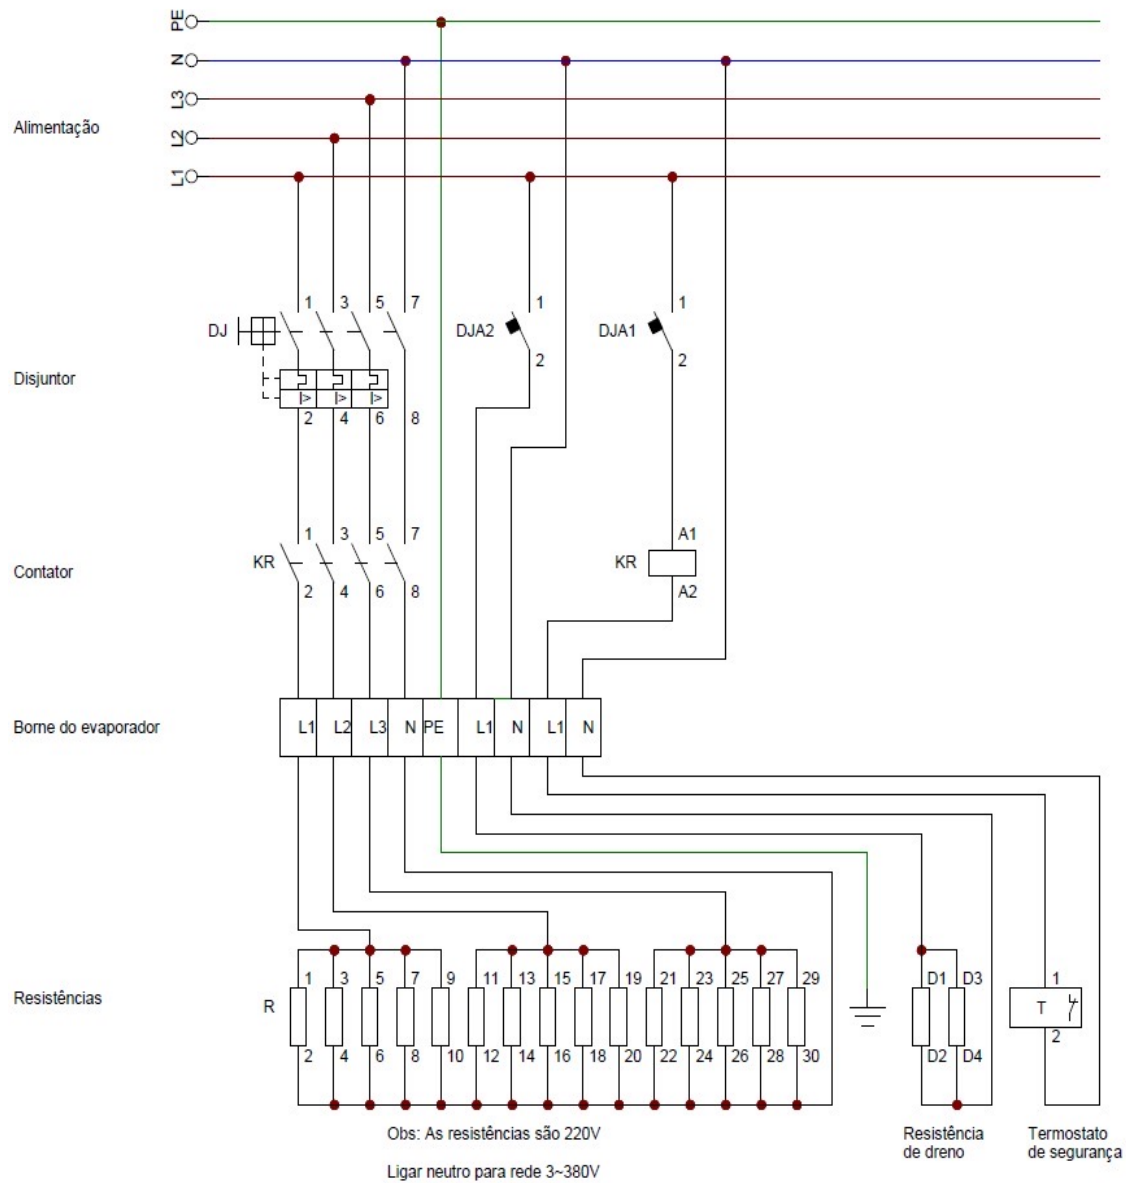 PE
N
L3
Alimentação
L2
L1
1 3 5 7 1 1
DJ DJA2 DJA1
2 2
Disjuntor
I> I> I>
2 4 6 8
1 3 5 7 A1
KR KR
Contator
2 4 6 8 A2
Borne do evaporador L1 L2 L3 N PE L1 N L1 N
1 3 5 7 9 11 13 15 17 19 21 23 25 27 29 D1 D3 1
Resistências R T
2
2 4 6 8 10 12 14 16 18 20 22 24 26 28 30 D2 D4
Obs: As resistências são 220V
Resistência
de dreno
Termostato
de segurança
Ligar neutro para rede 3~380V